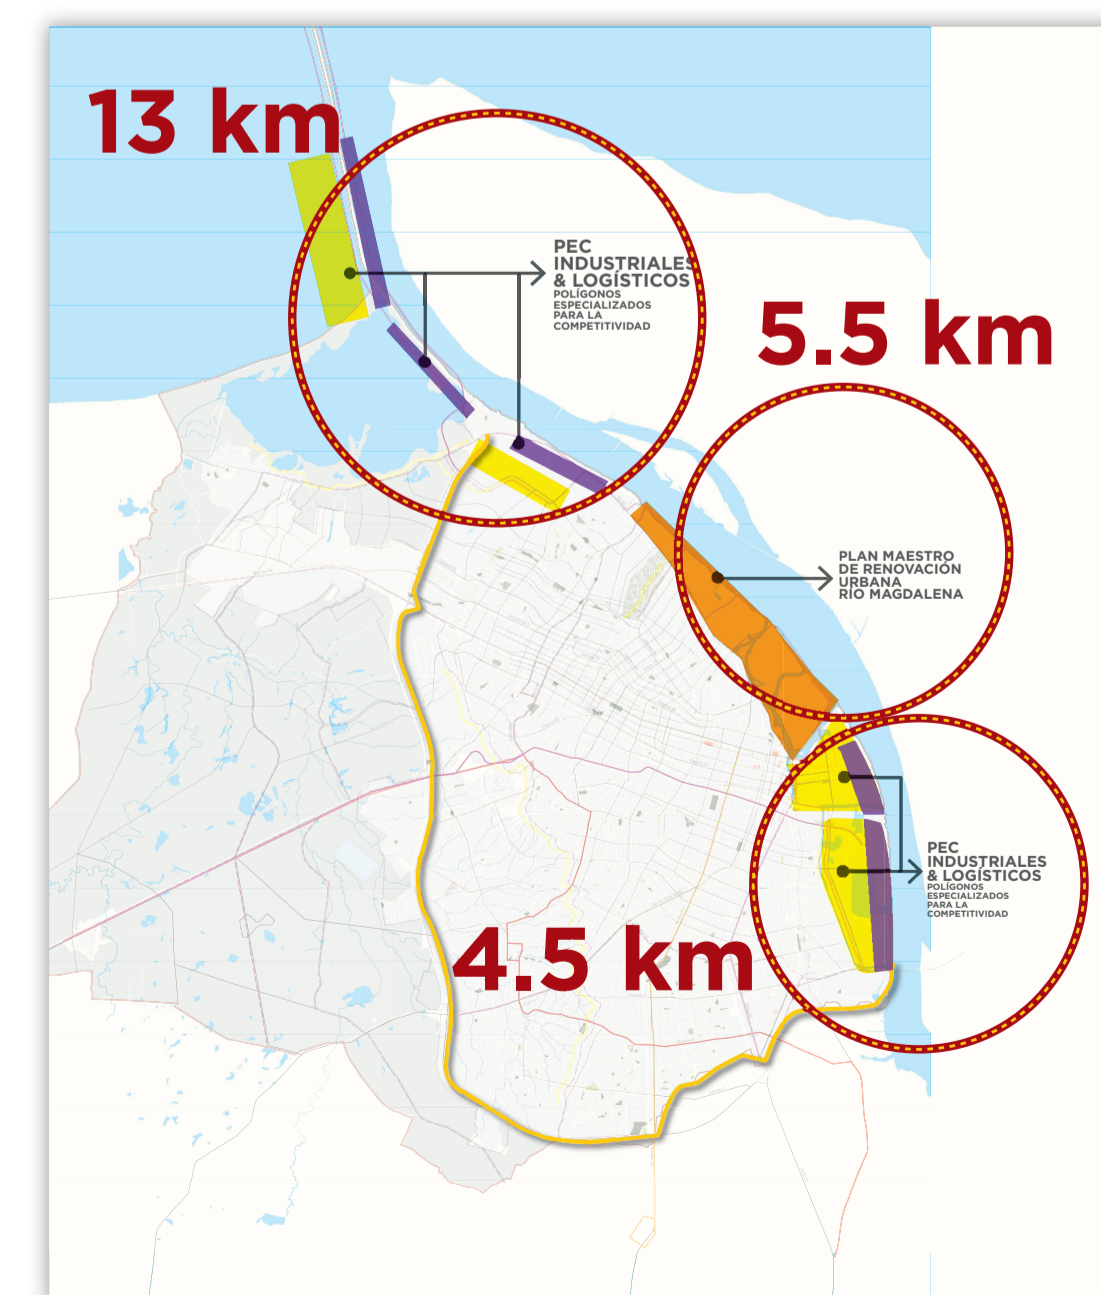 13 km
PEC
INDUSTRIALES
& LOGÍSTICOS
POLÍGONOS
ESPECIALIZADOS
PARA LA
COMPETITIVIDAD
5.5 km
PLAN MAESTRO
DE RENOVACIÓN
URBANA
RÍO MAGDALENA
PEC
INDUSTRIALES
& LOGÍSTICOS
POLÍGONOS
ESPECIALIZADOS
PARA LA
COMPETITIVIDAD
4.5 km